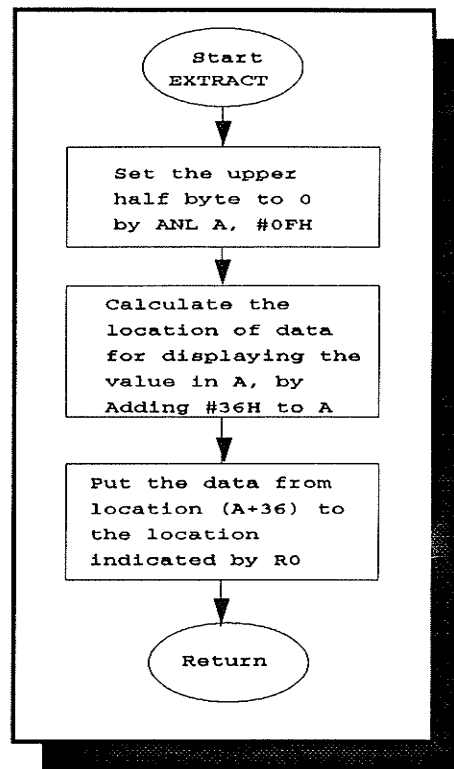 Start
EXTRACT
Set the upper
half byte to 0
by ANL A, #0FH
Calculate the
location of data
for displaying the
value in A, by
Adding #36H to A
Put the data from
location (A+36) to
the location
indicated by R0
Return